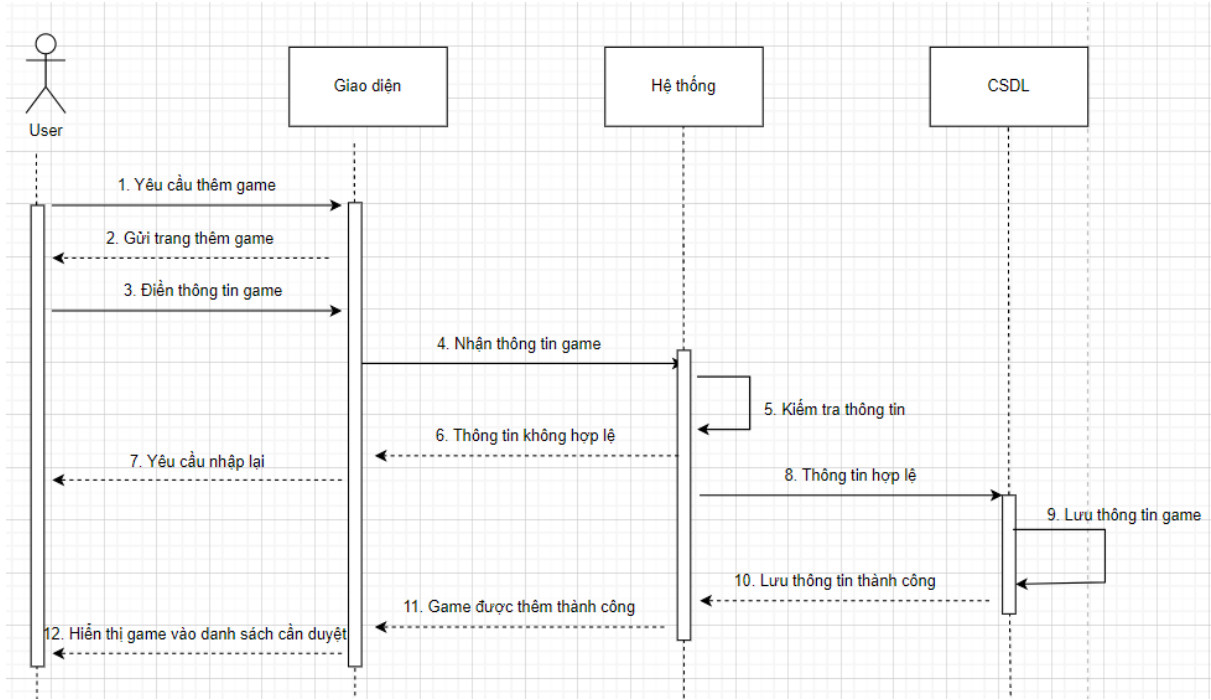 User
Giao diện
Hệ thống
CSDL
1. Yêu cầu thêm game
2. Gửi trang thêm game
3. Điền thông tin game
4. Nhận thông tin game
5. Kiểm tra thông tin
6. Thông tin không hợp lệ
7. Yêu cầu nhập lại
8. Thông tin hợp lệ
9. Lưu thông tin game
10. Lưu thông tin thành công
11. Game được thêm thành công
12. Hiển thị game vào danh sách cần duyệt